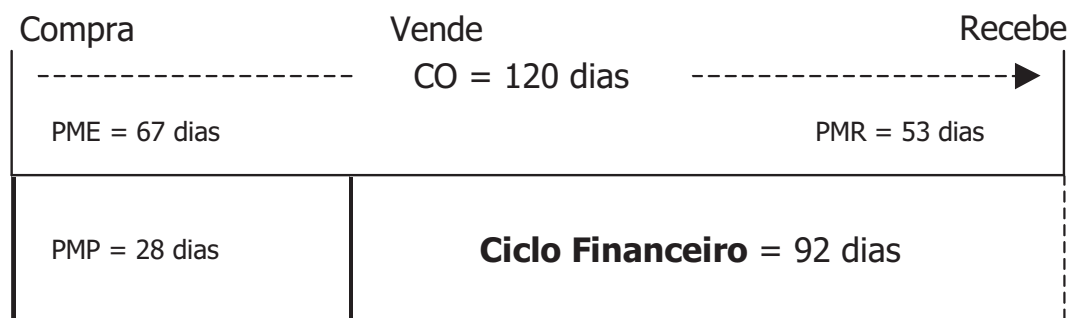 Compra Vende Recebe
CO = 120 dias
PME = 67 dias PMR = 53 dias
PMP = 28 dias Ciclo Financeiro = 92 dias